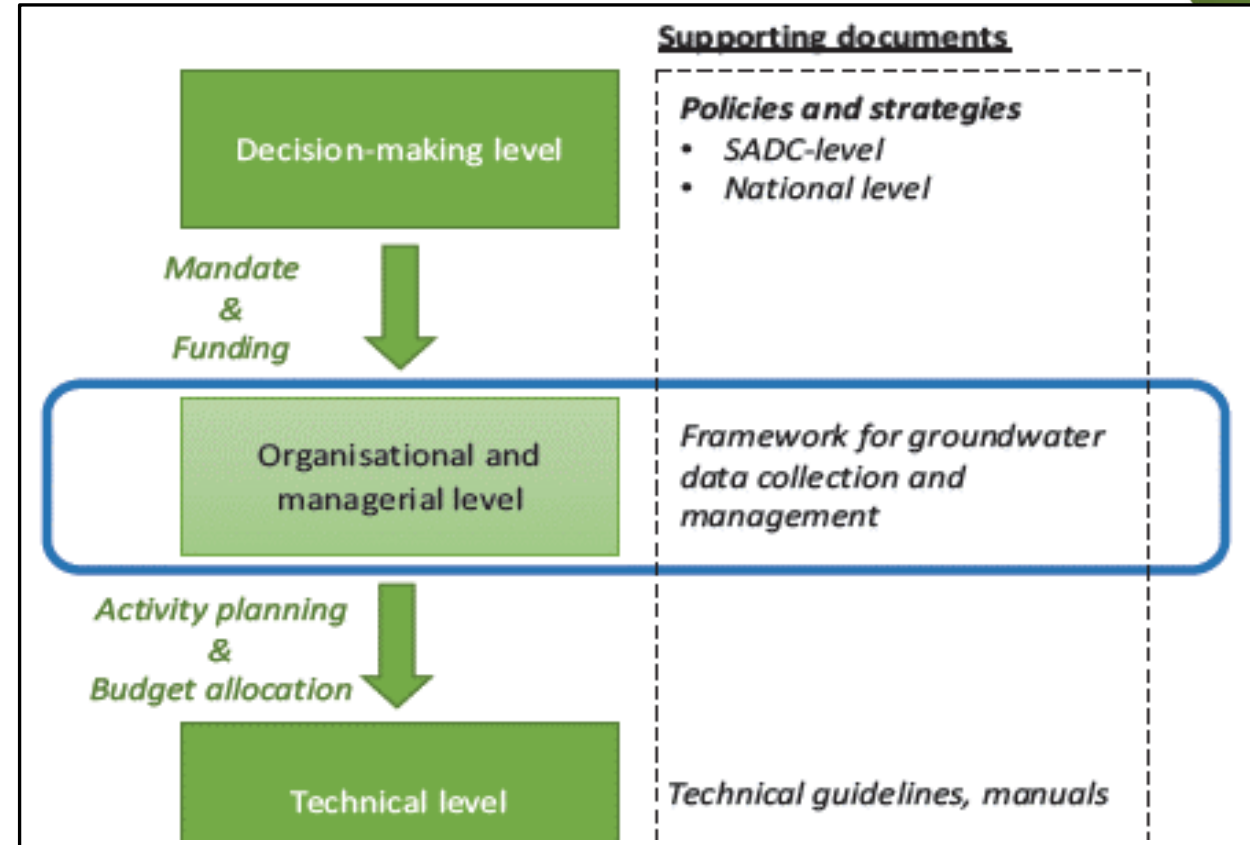 Supporting documents
Decision-making level
Policies and strategies
• SADC-level
• National level
Mandate
&
Funding
Organisational and
managerial level
Framework for groundwater
data collection and
management
Activity planning
&
Budget allocation
Technical level
Technical guidelines, manuals